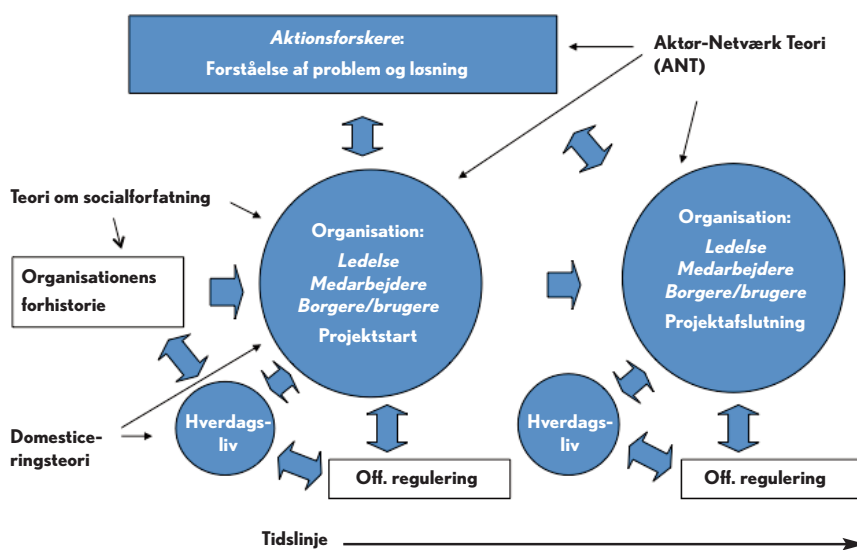 Aktionsforskere:
Forståelse af problem og løsning
Aktør-Netværk Teori
(ANT)
Teori om socialforfatning
Organisationens
forhistorie
Organisation:
Ledelse
Medarbejdere
Borgere/brugere
Projektstart
Organisation:
Ledelse
Medarbejdere
Borgere/brugere
Projektafslutning
Domestice-
ringsteori
Hverdags-
liv
Off. regulering
Hverdags-
liv
Off. regulering
Tidslinje